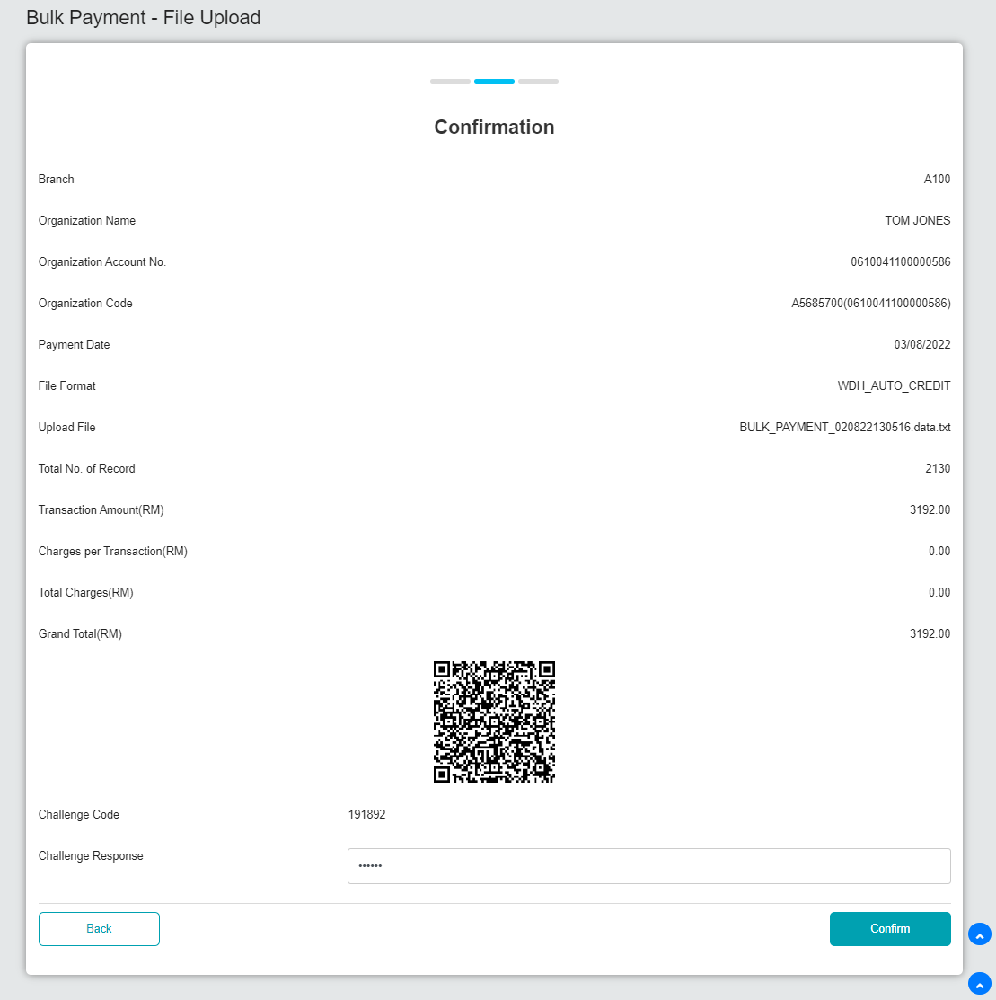 Bulk Payment - File Upload
Confirmation
Branch A100
Organization Name TOM JONES
Organization Account No. 0610041100000586
Organization Code A5685700(0610041100000586)
Payment Date 03/08/2022
File Format WDH_AUTO_CREDIT
Upload File BULK_PAYMENT_020822130516.data.txt
Total No. of Record 2130
Transaction Amount(RM) 3192.00
Charges per Transaction(RM) 0.00
Total Charges(RM) 0.00
Grand Total(RM) 3192.00
Challenge Code 191892
Challenge Response ••••••
Back Confirm